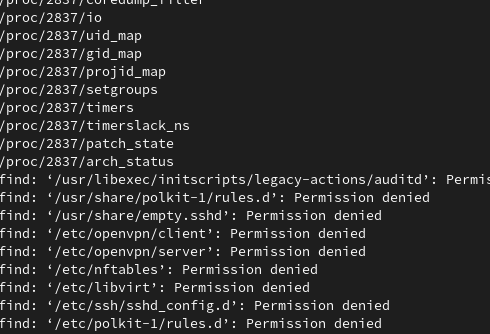 /proc/2837/coredump_filter
/proc/2837/io
/proc/2837/uid_map
/proc/2837/gid_map
/proc/2837/projid_map
/proc/2837/setgroups
/proc/2837/timers
/proc/2837/timerslack_ns
/proc/2837/patch_state
/proc/2837/arch_status
find: ‘/usr/libexec/initscripts/legacy-actions/auditd’: Permis
find: ‘/usr/share/polkit-1/rules.d’: Permission denied
find: ‘/usr/share/empty.sshd’: Permission denied
find: ‘/etc/openvpn/client’: Permission denied
find: ‘/etc/openvpn/server’: Permission denied
find: ‘/etc/nftables’: Permission denied
find: ‘/etc/libvirt’: Permission denied
find: ‘/etc/ssh/sshd_config.d’: Permission denied
find: ‘/etc/polkit-1/rules.d’: Permission denied